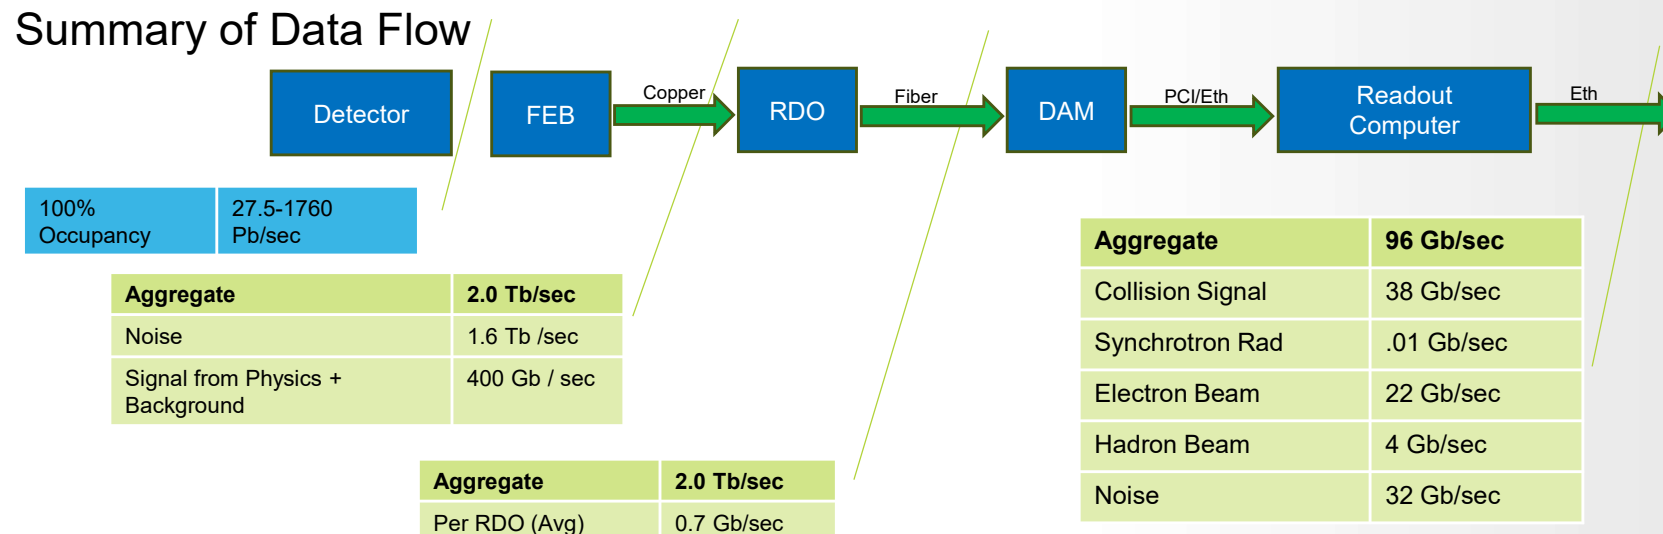 Summary of Data Flow
Detector
FEB
Copper
RDO
Fiber
DAM
PCI/Eth
Readout
Computer
Eth
100%
Occupancy
27.5-1760
Pb/sec
Aggregate 2.0 Tb/sec
Noise 1.6 Tb /sec
Signal from Physics +
Background
400 Gb / sec
Aggregate 2.0 Tb/sec
Per RDO (Avg) 0.7 Gb/sec
Aggregate 96 Gb/sec
Collision Signal 38 Gb/sec
Synchrotron Rad .01 Gb/sec
Electron Beam 22 Gb/sec
Hadron Beam 4 Gb/sec
Noise 32 Gb/sec